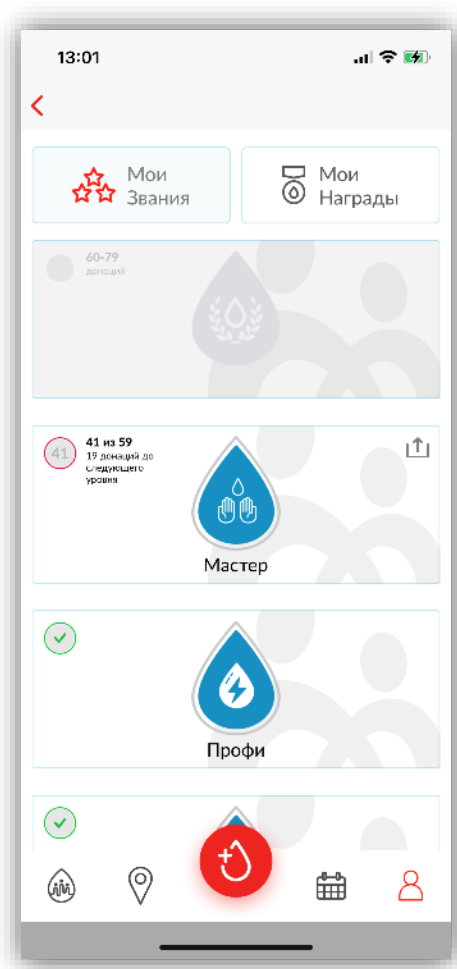 13:01
Мои
Звания
Мои
Награды
60-79
донаций
41
41 из 59
19 донаций до
следующего
уровня
Мастер
Профи